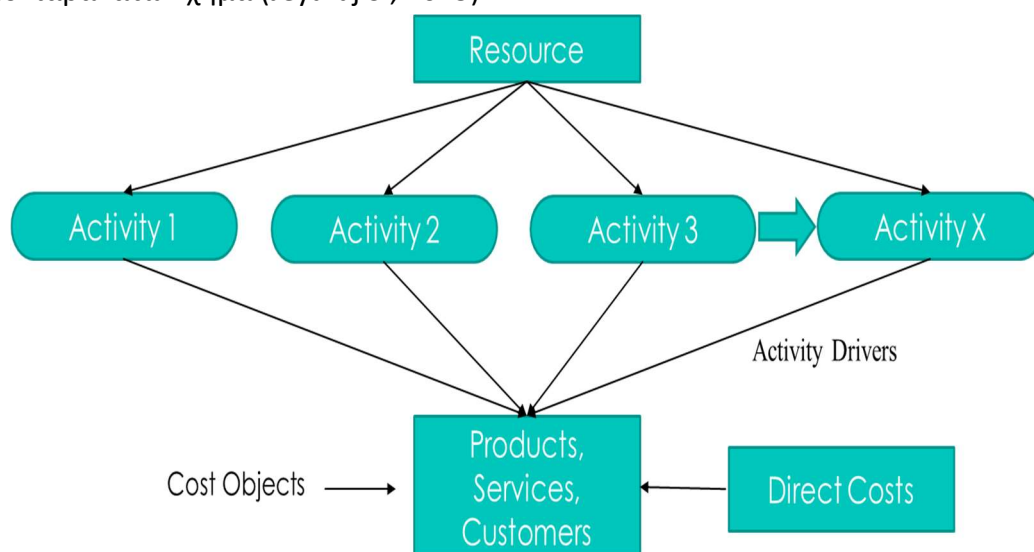 Resource
Activity 1
Activity 2
Activity 3
Activity X
Activity Drivers
Products,
Services,
Customers
Cost Objects
Direct Costs